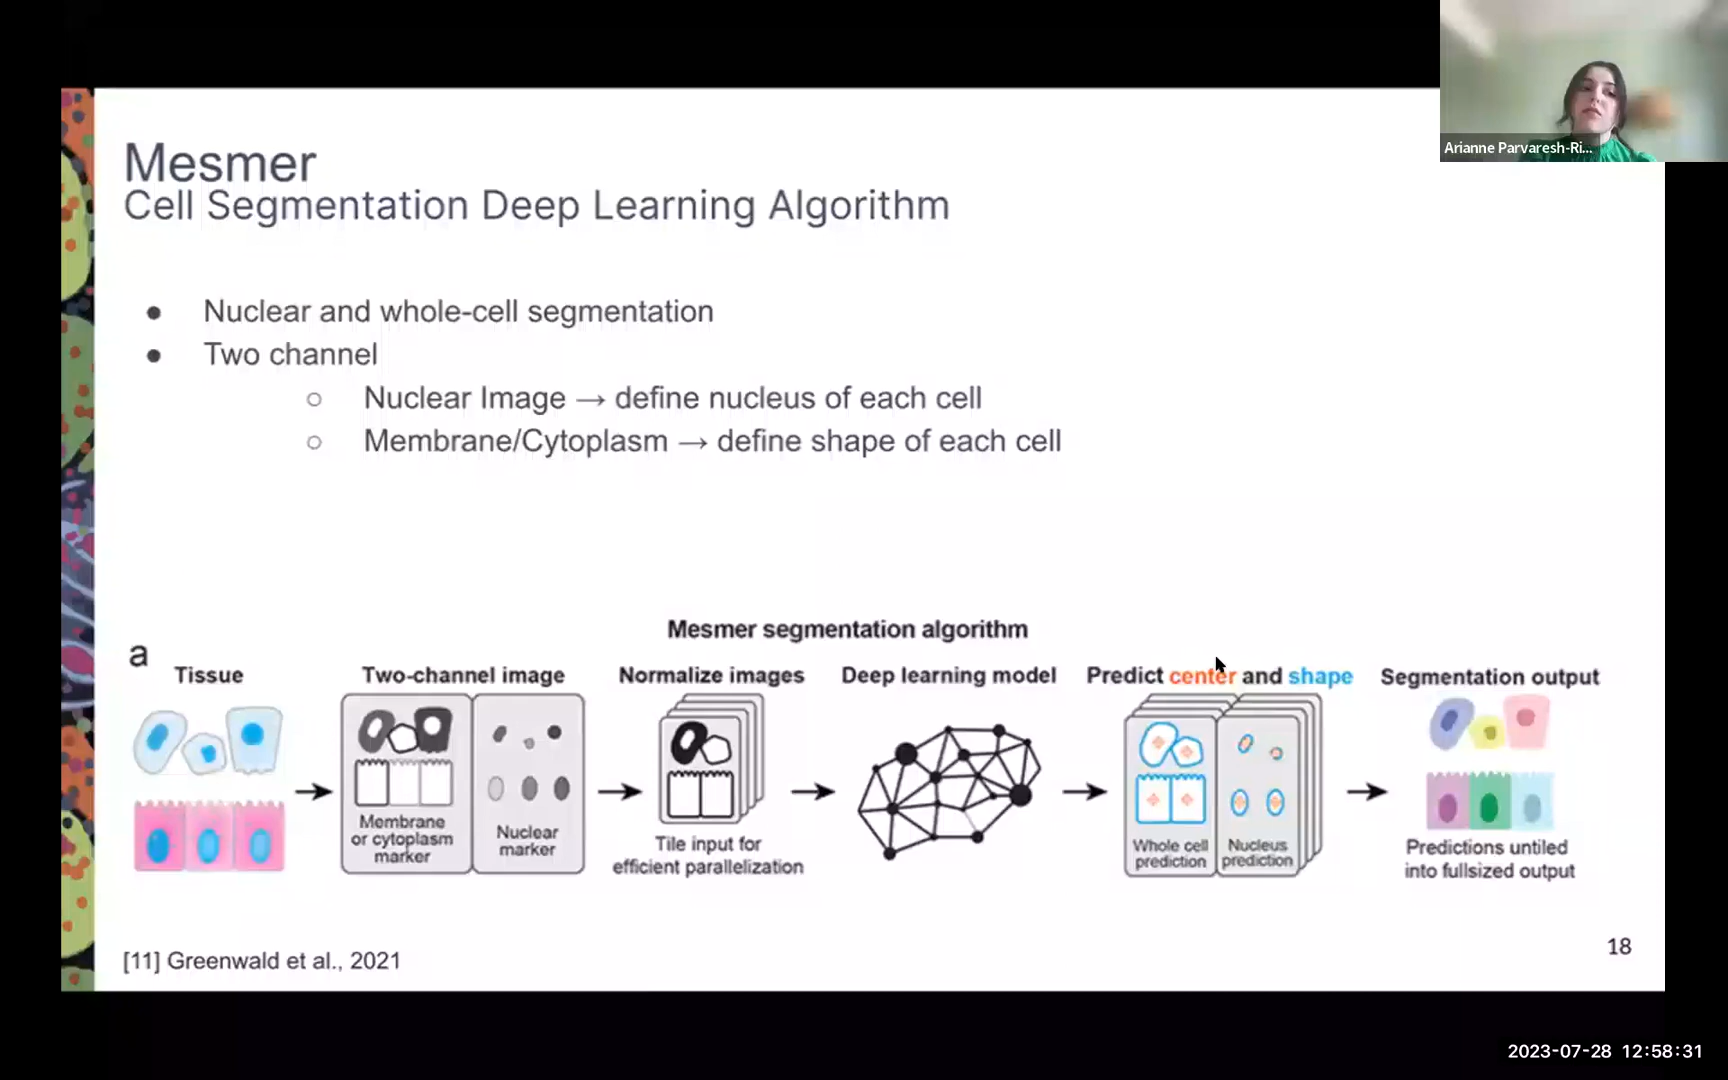 Arianne Parvaresh-Ri...
Mesmer
Cell Segmentation Deep Learning Algorithm
● Nuclear and whole-cell segmentation
● Two channel
○ Nuclear Image → define nucleus of each cell
○ Membrane/Cytoplasm → define shape of each cell
Mesmer segmentation algorithm
a
Tissue
Two-channel image
Membrane
or cytoplasm
marker
Nuclear
marker
Normalize images
Tile input for
efficient parallelization
Deep learning model
Predict center and shape
Whole cell
prediction
Nucleus
prediction
Segmentation output
Predictions untiled
into fullsized output
[11] Greenwald et al., 2021
18
2023-07-28 12:58:31